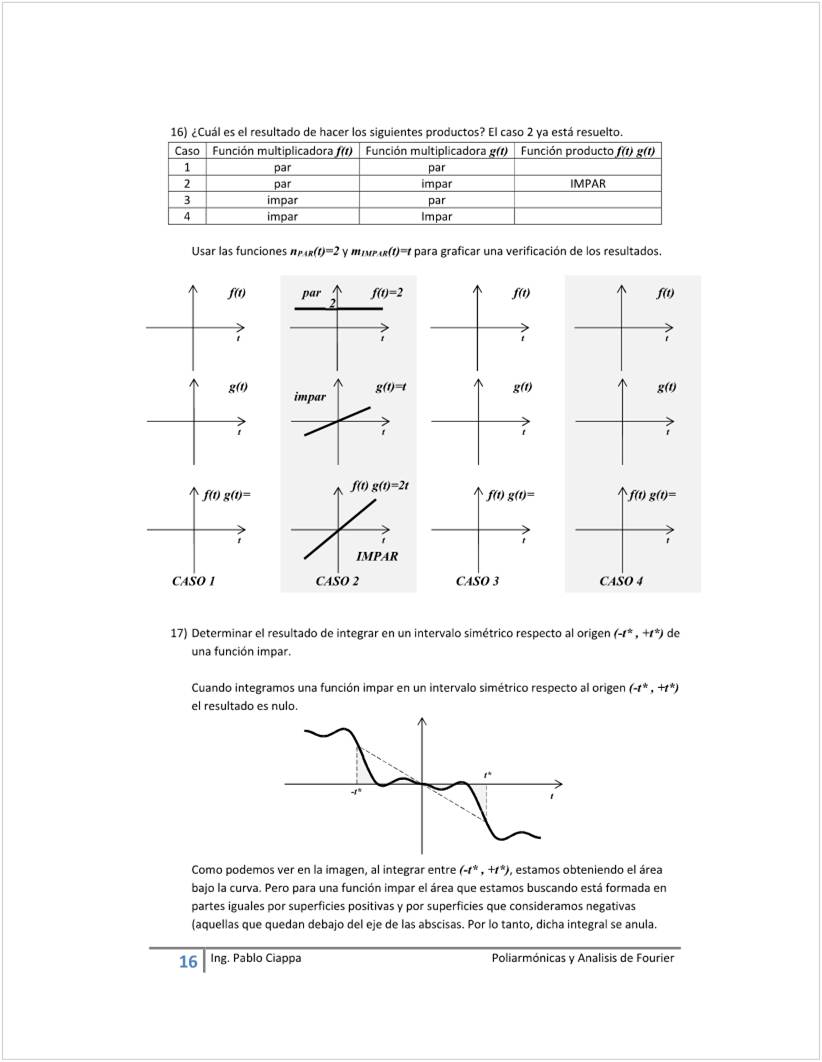 16) ¿Cuál es el resultado de hacer los siguientes productos? El caso 2 ya está resuelto.
Caso Función multiplicadora f(t) Función multiplicadora g(t) Función producto f(t) g(t)
1 par par
2 par impar IMPAR
3 impar par
4 impar Impar
Usar las funciones nPAR(t)=2 y mIMPAR(t)=t para graficar una verificación de los resultados.
f(t) par 2 f(t)=2 f(t) f(t)
t t t t
g(t) impar g(t)=t g(t) g(t)
t t t t
f(t) g(t)= f(t) g(t)=2t f(t) g(t)= f(t) g(t)=
t t t t
IMPAR
CASO 1 CASO 2 CASO 3 CASO 4
17) Determinar el resultado de integrar en un intervalo simétrico respecto al origen (-t* , +t*) de
una función impar.
Cuando integramos una función impar en un intervalo simétrico respecto al origen (-t* , +t*)
el resultado es nulo.
t*
-t* t
Como podemos ver en la imagen, al integrar entre (-t* , +t*), estamos obteniendo el área
bajo la curva. Pero para una función impar el área que estamos buscando está formada en
partes iguales por superficies positivas y por superficies que consideramos negativas
(aquellas que quedan debajo del eje de las abscisas. Por lo tanto, dicha integral se anula.
16 Ing. Pablo Ciappa Poliarmónicas y Analisis de Fourier